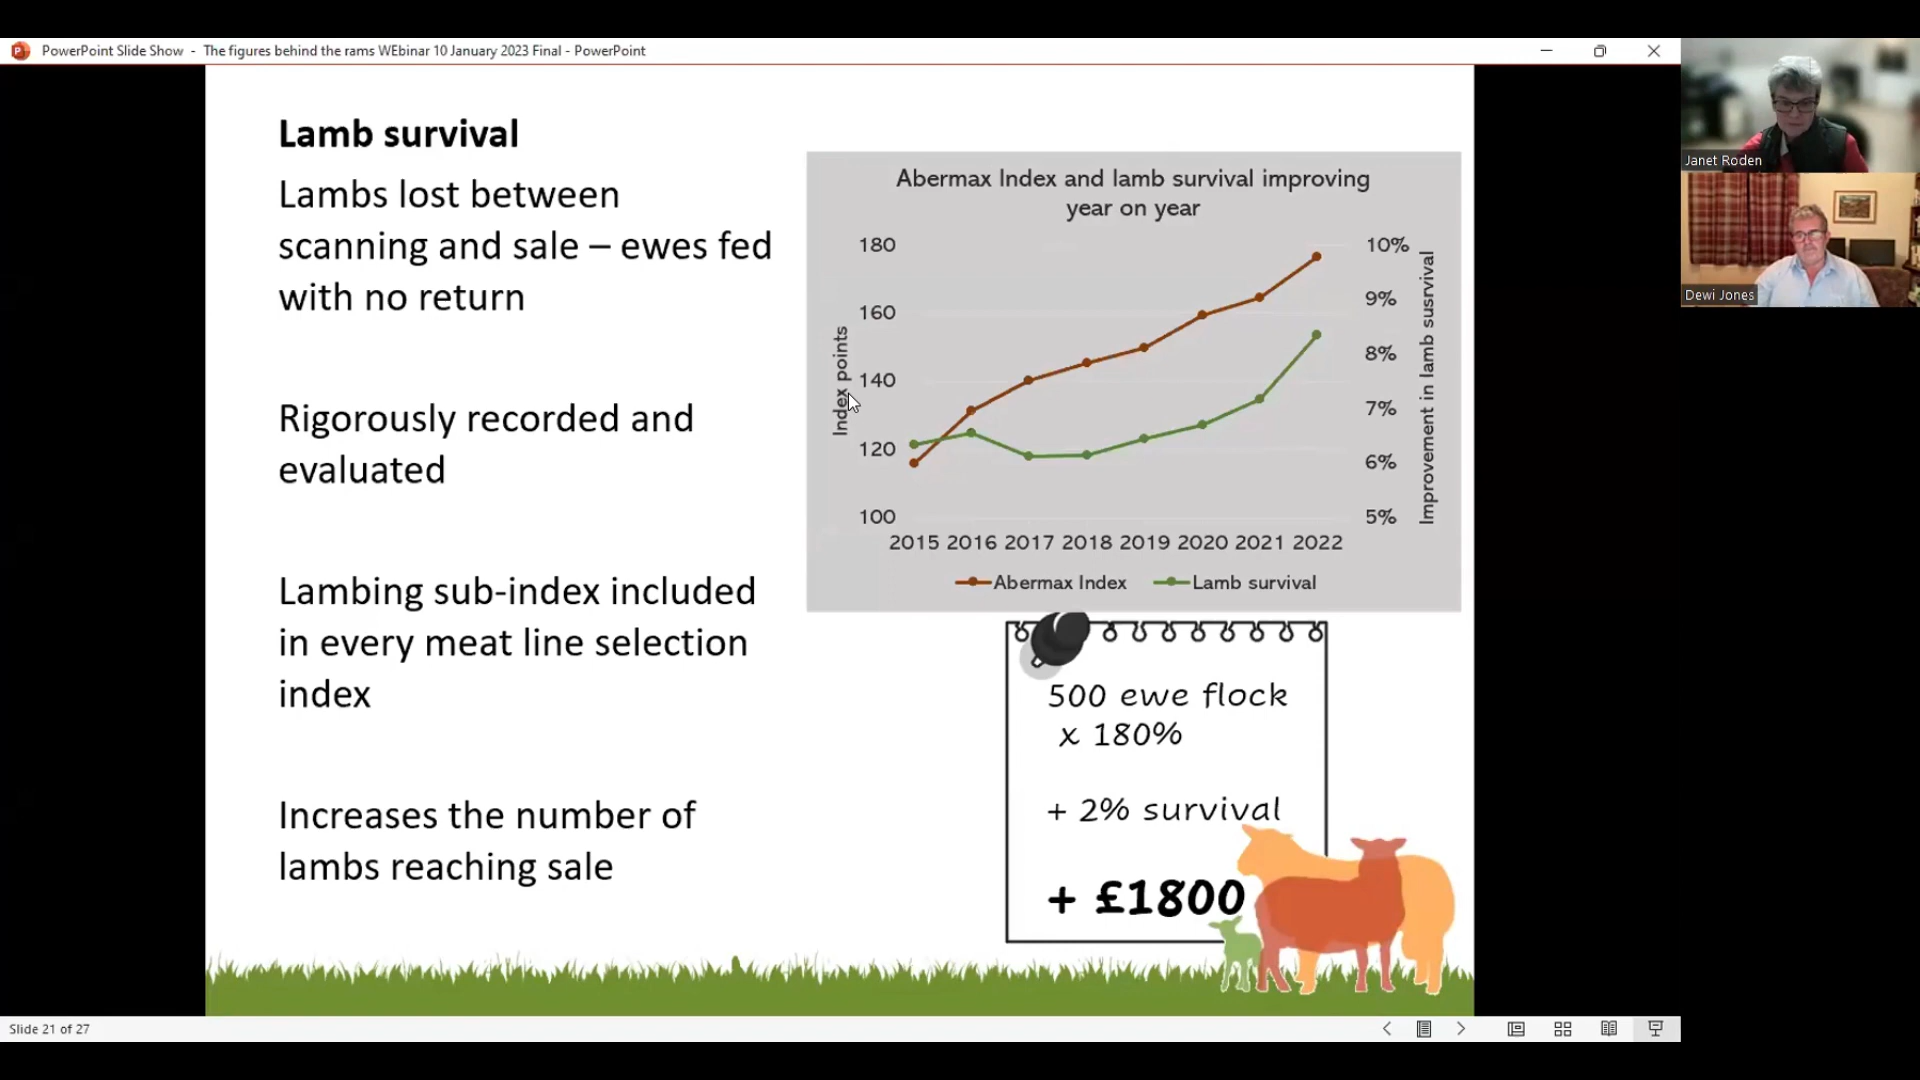 PowerPoint Slide Show - The figures behind the rams WEbinar 10 January 2023 Final - PowerPoint
Lamb survival
Lambs lost between
scanning and sale – ewes fed
with no return
Rigorously recorded and
evaluated
Lambing sub-index included
in every meat line selection
index
Increases the number of
lambs reaching sale
Abermax Index and lamb survival improving
year on year
Index points
180
160
140
120
100
10%
9%
8%
7%
6%
5%
Improvement in lamb susrvival
2015 2016 2017 2018 2019 2020 2021 2022
Abermax Index Lamb survival
500 ewe flock
x 180%
+ 2% survival
+ £1800
Janet Roden
Dewi Jones
Slide 21 of 27